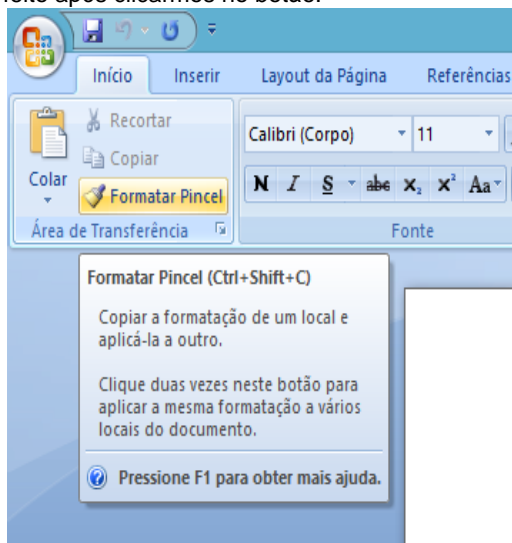 feito após clicarmos no botão.
Início Inserir Layout da Página Referências
Recortar
Copiar
Colar
Formatar Pincel
Calibri (Corpo) 11
N I S abc x₂ x² Aa
Área de Transferência Fonte
Formatar Pincel (Ctrl+Shift+C)
Copiar a formatação de um local e
aplicá-la a outro.
Clique duas vezes neste botão para
aplicar a mesma formatação a vários
locais do documento.
Pressione F1 para obter mais ajuda.